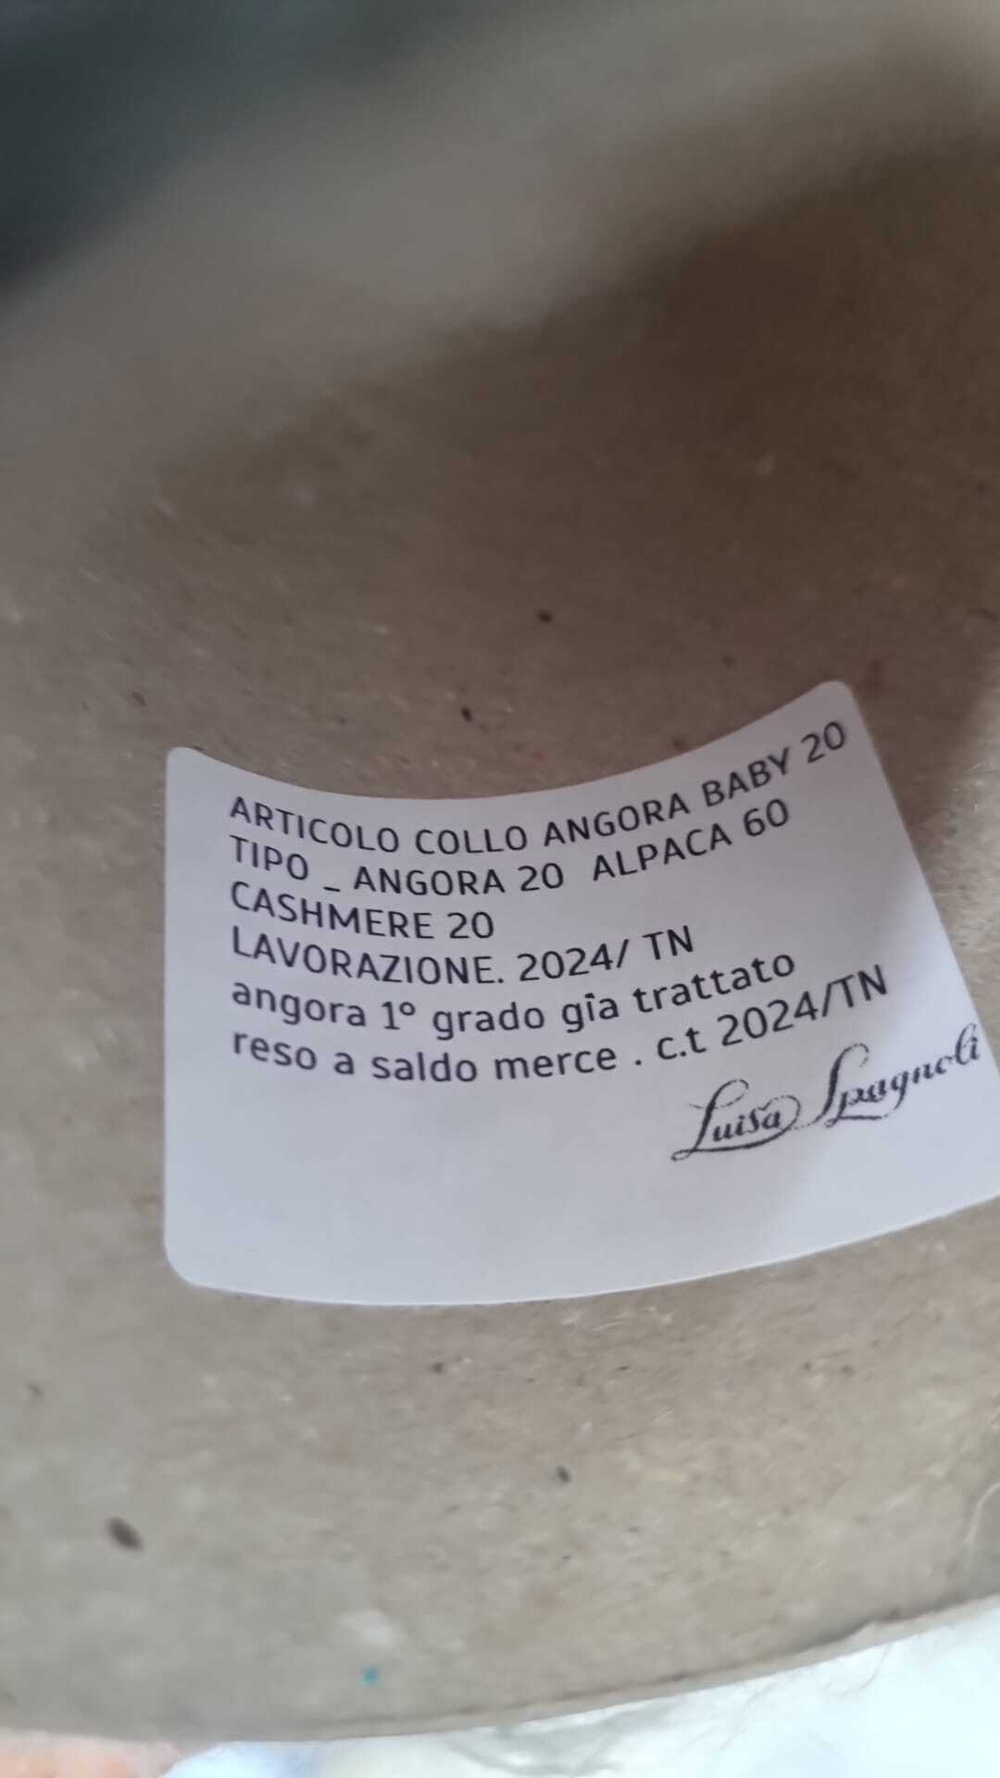 ARTICOLO COLLO ANGORA BABY 20
TIPO _ ANGORA 20 ALPACA 60
CASHMERE 20
LAVORAZIONE. 2024/ TN
angora 1° grado gia trattato
reso a saldo merce . c.t 2024/TN
Luisa Spagnoli